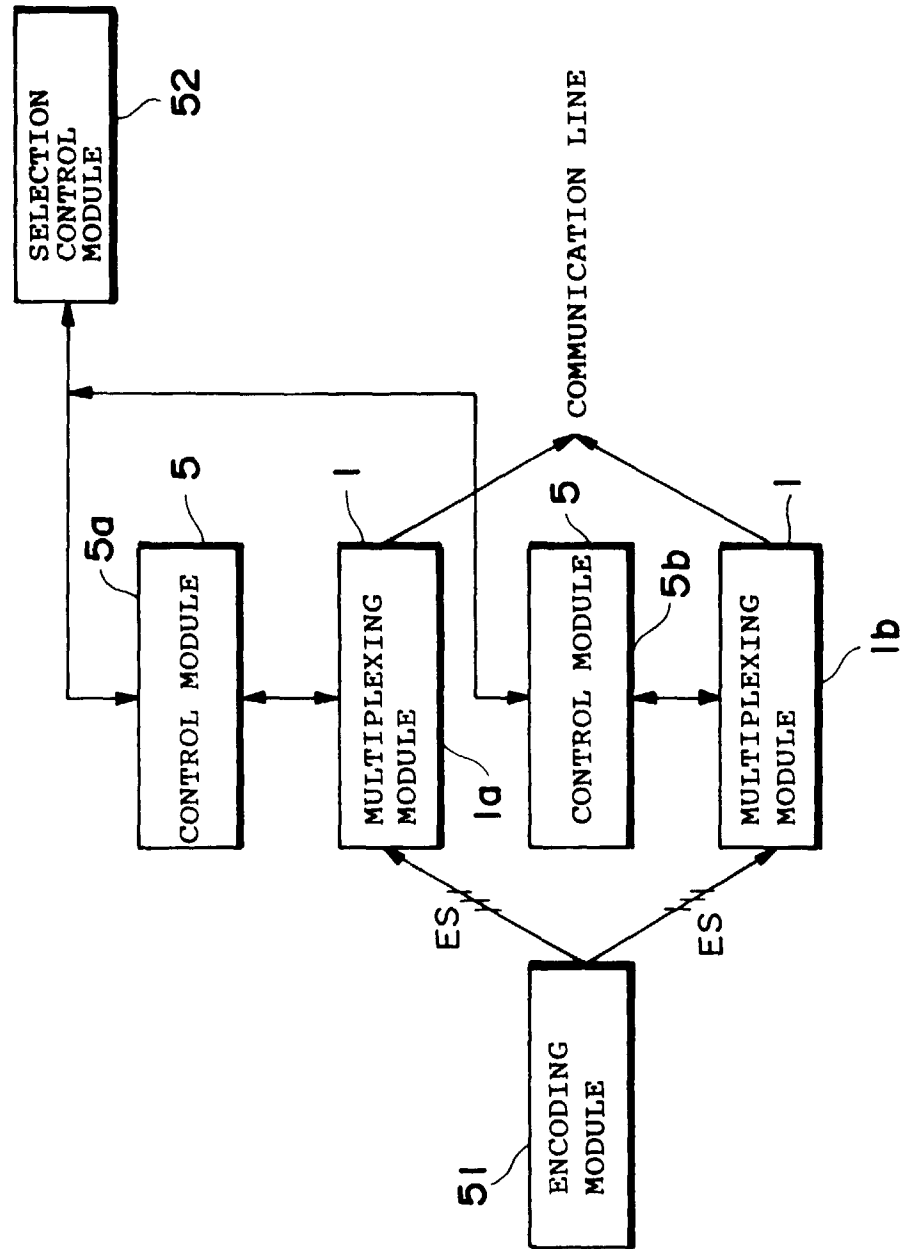 SELECTION
CONTROL
MODULE
52
5a
5
CONTROL MODULE
1
MULTIPLEXING
MODULE
1a
COMMUNICATION LINE
5
CONTROL MODULE
5b
1
MULTIPLEXING
MODULE
1b
ES
ES
51
ENCODING
MODULE